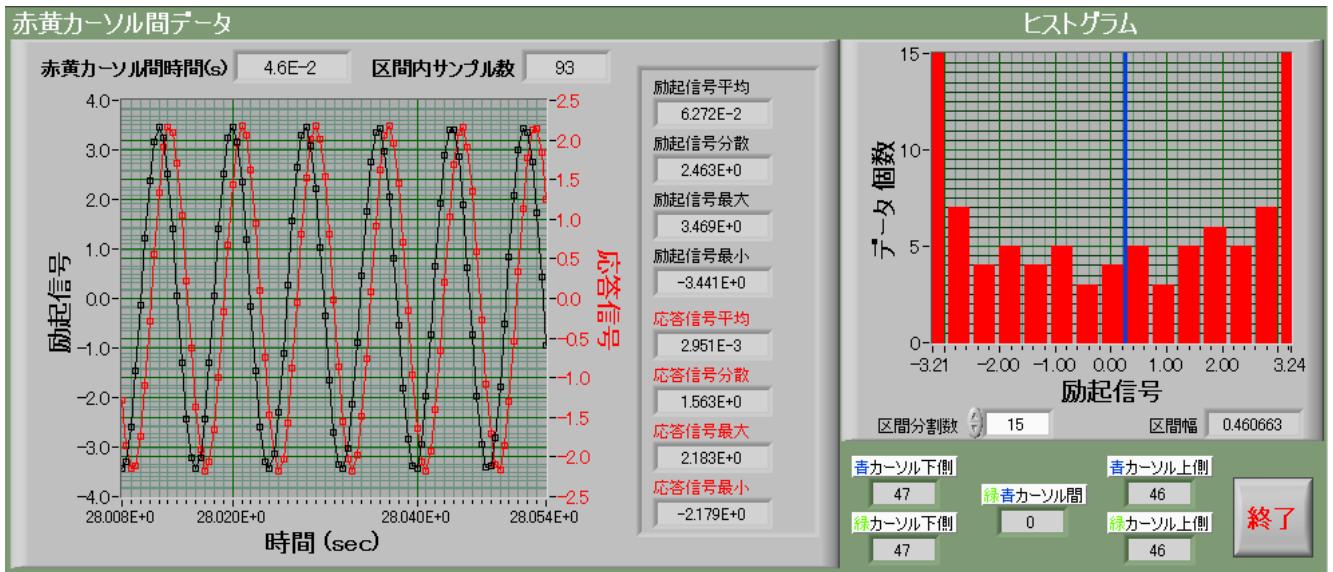 赤黄カーソル間データ
赤黄カーソル間時間(s) 4.6E-2 区間内サンプル数 93
4.0
3.0
2.0
1.0
0.0
-1.0
-2.0
-3.0
-4.0
励起信号
2.5
2.0
1.5
1.0
0.5
0.0
-0.5
-1.0
-1.5
-2.0
-2.5
応答信号
28.008E+0 28.020E+0 28.040E+0 28.054E+0
時間 (sec)
励起信号平均
6.272E-2
励起信号分散
2.463E+0
励起信号最大
3.469E+0
励起信号最小
-3.441E+0
応答信号平均
2.951E-3
応答信号分散
1.563E+0
応答信号最大
2.183E+0
応答信号最小
-2.179E+0
ヒストグラム
15
10
5
0
データ個数
-3.21 -2.00 -1.00 0.00 1.00 2.00 3.24
励起信号
区間分割数 15 区間幅 0.460663
青カーソル下側 青カーソル上側
47 緑青カーソル間 46
緑カーソル下側 0 緑カーソル上側
47 46
終了